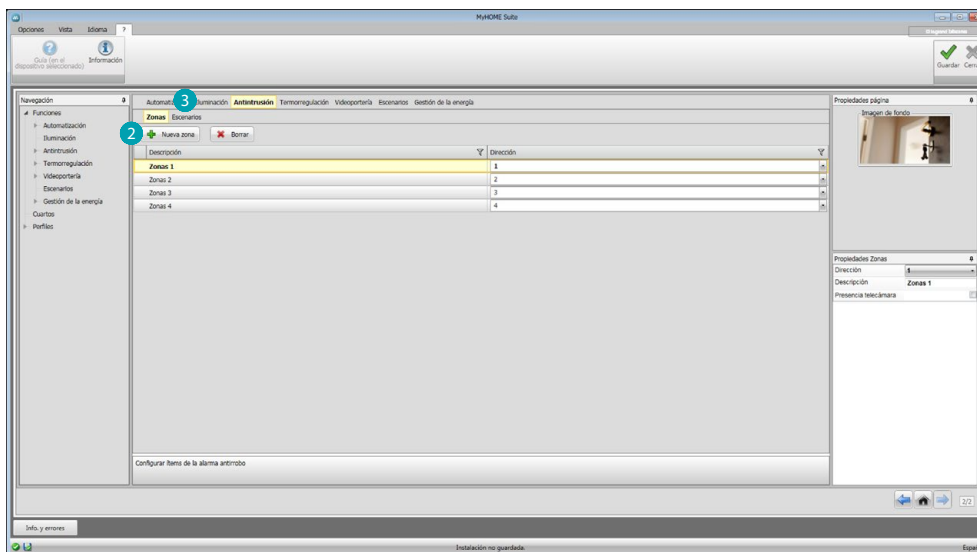 MyHOME Suite
Opciones Vista Idioma ?
Guía (en el
dispositivo seleccionado)
Información
Guardar
Navegación
Funciones
Automatización
Iluminación
Antintrusión
Termorregulación
Videoportería
Escenarios
Gestión de la energía
Cuartos
Perfiles
3
Antintrusión Termorregulación Videoportería Escenarios Gestión de la energía
Zonas Escenarios
2
Nueva zona Borrar
Descripción Dirección
Zonas 1 1
Zonas 2 2
Zonas 3 3
Zonas 4 4
Configurar ítems de la alarma antirrobo
Propiedades página
Imagen de fondo
Propiedades Zonas
Dirección 1
Descripción Zonas 1
Presencia telecámara
2/2
Info. y errores
Instalación no guardada.